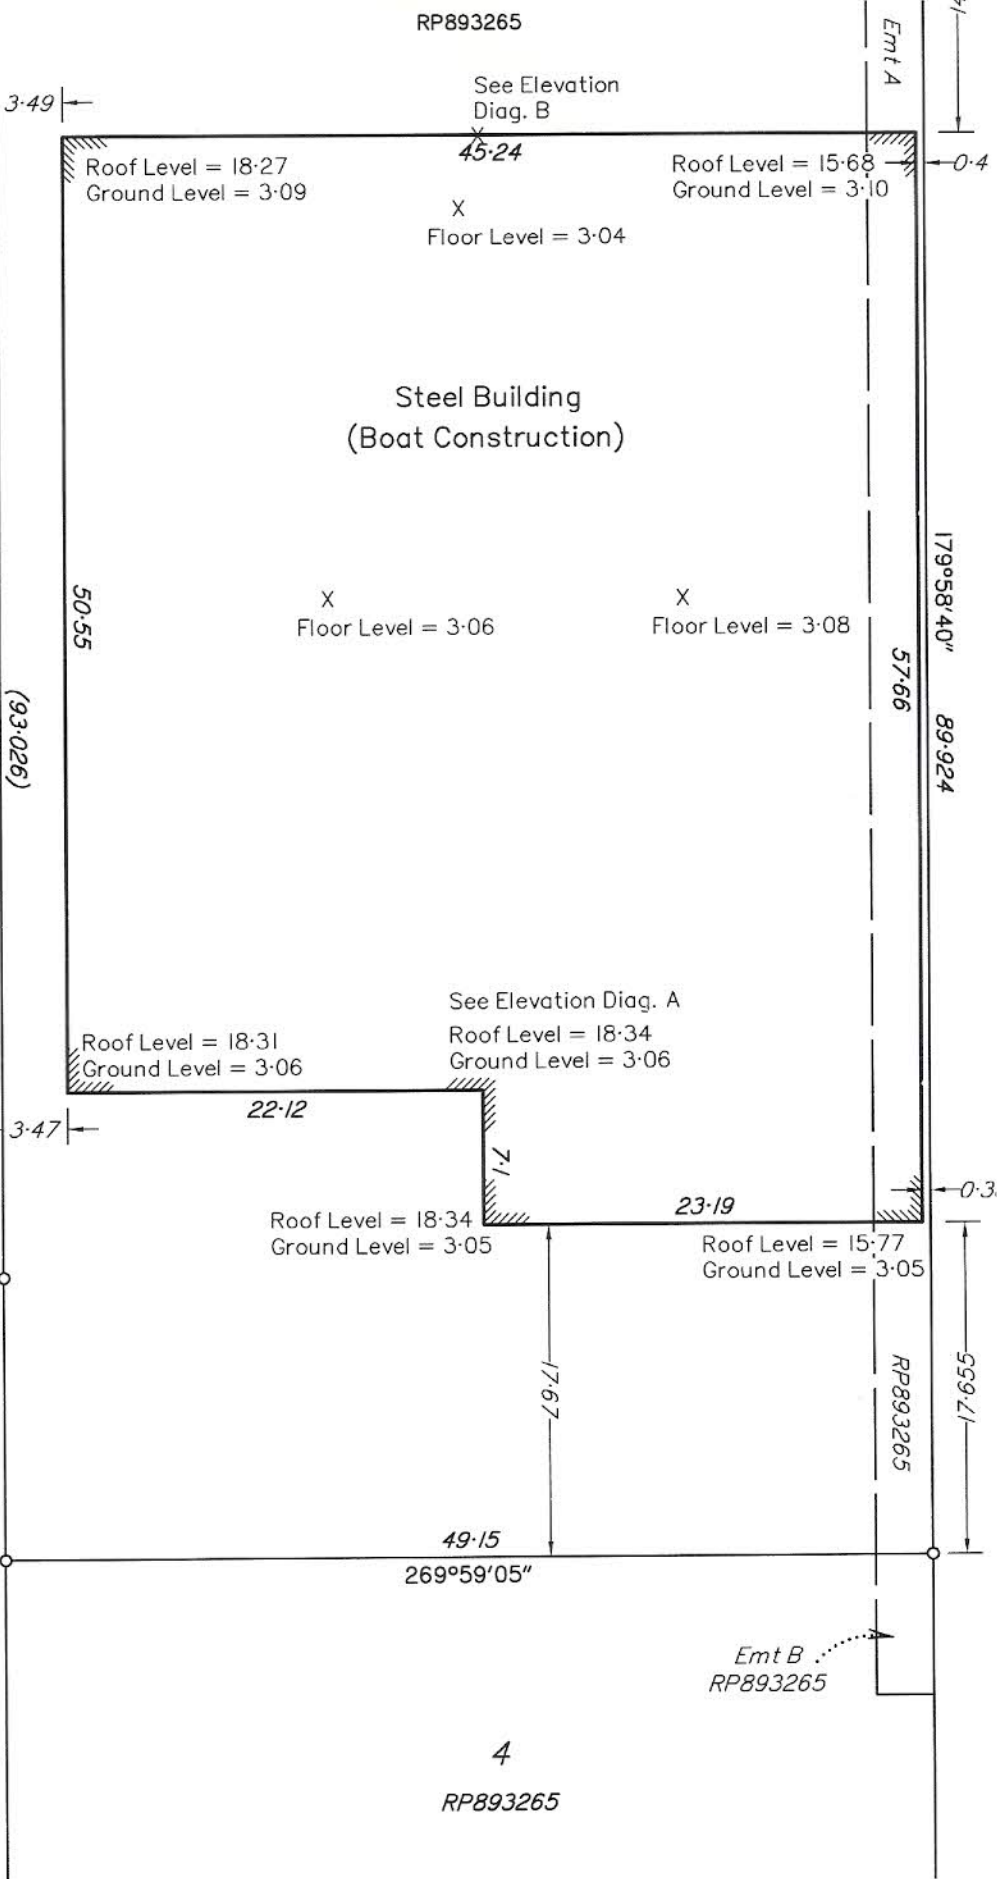 RP893265
Emt A
See Elevation
Diag. B
3·49
45·24
Roof Level = 18·27
Ground Level = 3·09
Roof Level = 15·68
Ground Level = 3·10
0·4
X
Floor Level = 3·04
Steel Building
(Boat Construction)
50·55
X
Floor Level = 3·06
X
Floor Level = 3·08
179°58'40"
89·924
57·66
(93·026)
See Elevation Diag. A
Roof Level = 18·34
Ground Level = 3·06
Roof Level = 18·31
Ground Level = 3·06
22·12
3·47
7·1
23·19
Roof Level = 18·34
Ground Level = 3·05
Roof Level = 15·77
Ground Level = 3·05
17·67
RP893265
17·655
49·15
269°59'05"
Emt B
RP893265
4
RP893265